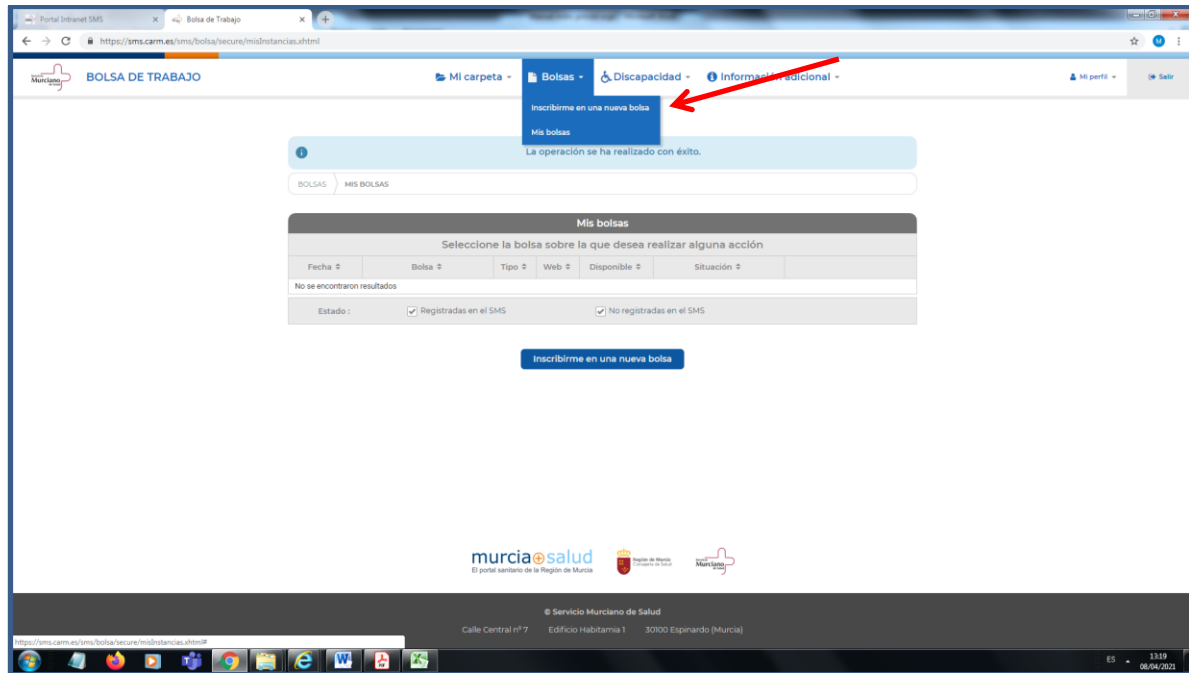 Portal Intranet SMS
Bolsa de Trabajo
https://sms.carm.es/sms/bolsa/secure/misInstancias.xhtml
M
Murciano
BOLSA DE TRABAJO
Mi carpeta
Bolsas
Discapacidad
Información adicional
Mi perfil
Salir
Inscribirme en una nueva bolsa
Mis bolsas
La operación se ha realizado con éxito.
BOLSAS MIS BOLSAS
Mis bolsas
Seleccione la bolsa sobre la que desea realizar alguna acción
Fecha Bolsa Tipo Web Disponible Situación
No se encontraron resultados
Estado : Registradas en el SMS No registradas en el SMS
Inscribirme en una nueva bolsa
murcia salud
El portal sanitario de la Región de Murcia
Región de Murcia
Consejería de Salud
Murciano
© Servicio Murciano de Salud
Calle Central nº 7 Edificio Habitamia 1 30100 Espinardo (Murcia)
https://sms.carm.es/sms/bolsa/secure/misInstancias.xhtml#
ES
13:19
08/04/2021